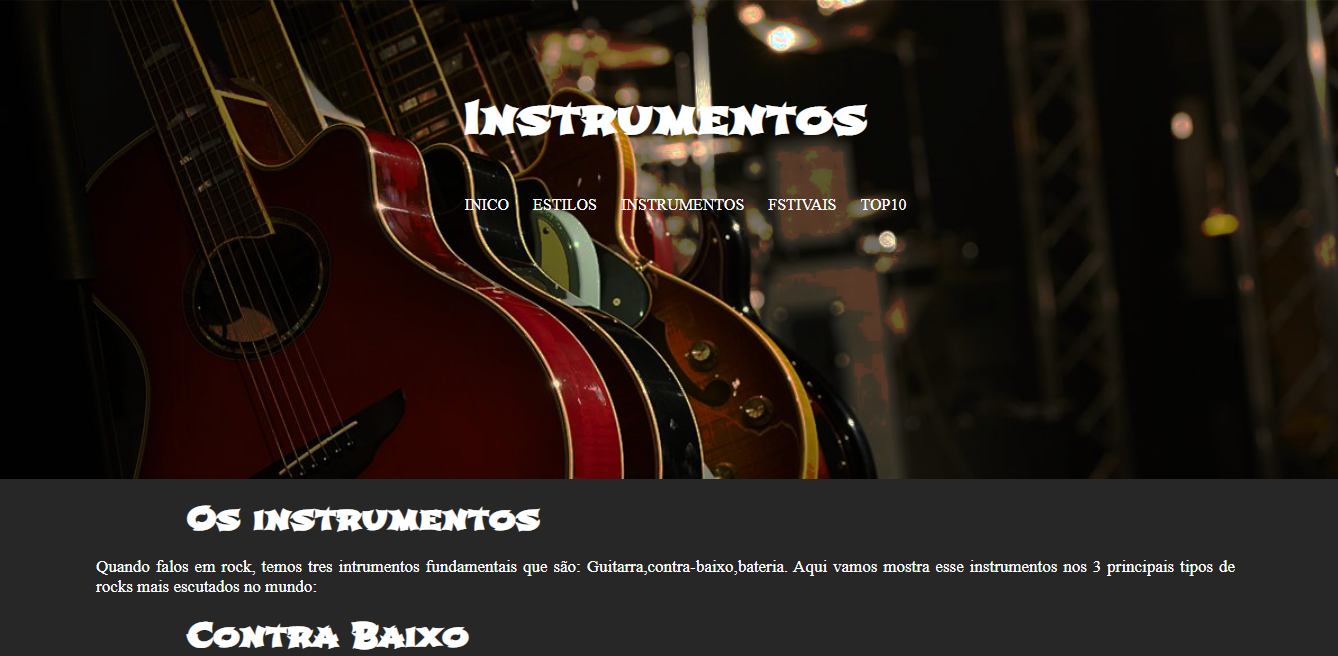 Instrumentos
INICO ESTILOS INSTRUMENTOS FSTIVAIS TOP10
Os instrumentos
Quando falos em rock, temos tres intrumentos fundamentais que são: Guitarra,contra-baixo,bateria. Aqui vamos mostra esse instrumentos nos 3 principais tipos de
rocks mais escutados no mundo:
Contra Baixo